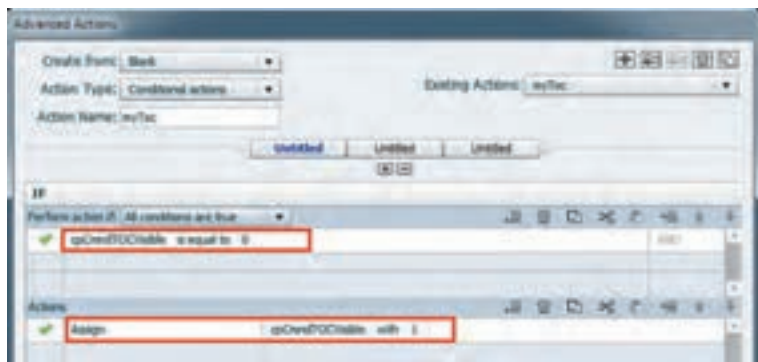 Advanced Actions
Create from: Blank
Action Type: Conditional actions
Existing Actions: myToc
Action Name: myToc
Untitled Untitled Untitled
IF
Perform action if: All conditions are true
cpCmndTOCVisible is equal to 0
AND
Actions
Assign cpCmndTOCVisible with 1